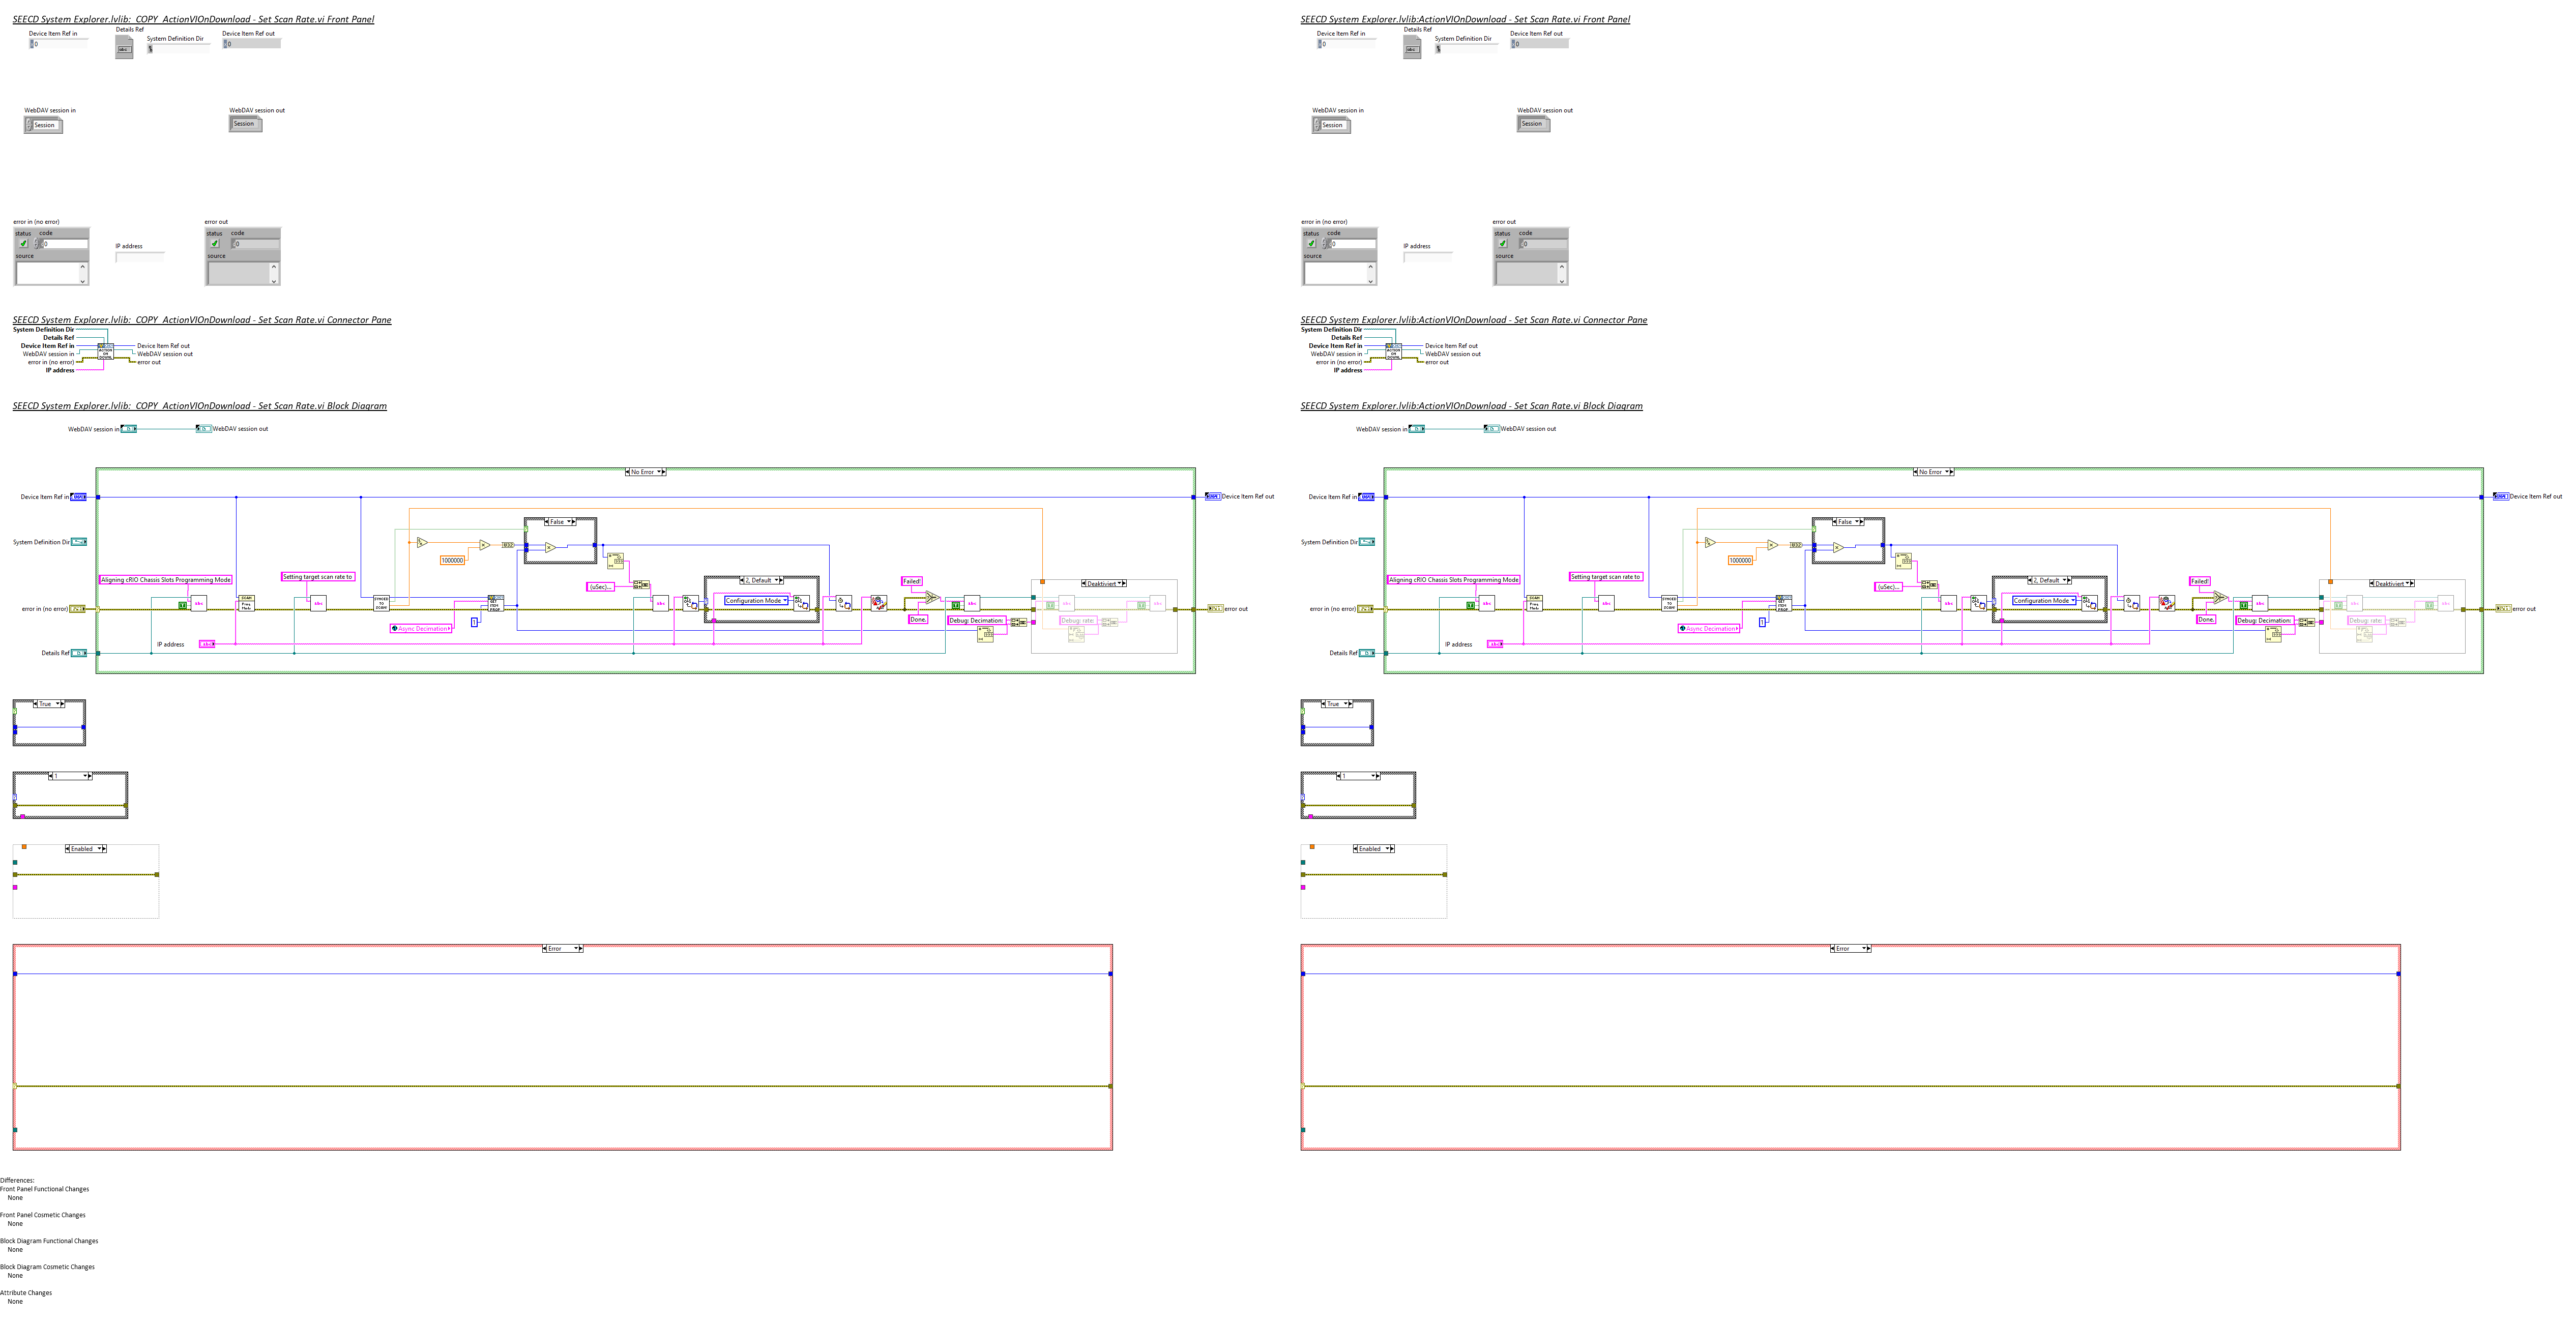 SEECD System Explorer.lvlib:_COPY_ActionVIOnDownload - Set Scan Rate.vi Front Panel
Device Item Ref in
0
Details Ref
abc
System Definition Dir
Device Item Ref out
0
WebDAV session in
Session
WebDAV session out
Session
error in (no error)
status code
0
source
IP address
error out
status code
0
source
SEECD System Explorer.lvlib:_COPY_ActionVIOnDownload - Set Scan Rate.vi Connector Pane
System Definition Dir
Details Ref
Device Item Ref in
WebDAV session in
error in (no error)
IP address
Device Item Ref out
WebDAV session out
error out
SEECD System Explorer.lvlib:_COPY_ActionVIOnDownload - Set Scan Rate.vi Block Diagram
WebDAV session in
WebDAV session out
No Error
Device Item Ref in
Device Item Ref out
System Definition Dir
False
1000000
Aligning cRIO Chassis Slots Programming Mode
Setting target scan rate to
(uSec)...
2, Default
Configuration Mode
Failed!
Done.
Deaktiviert
error in (no error)
error out
Async Decimation
1
Debug: Decimation:
Debug: rate:
IP address
Details Ref
True
1
Enabled
Error
SEECD System Explorer.lvlib:ActionVIOnDownload - Set Scan Rate.vi Front Panel
Device Item Ref in
0
Details Ref
abc
System Definition Dir
Device Item Ref out
0
WebDAV session in
Session
WebDAV session out
Session
error in (no error)
status code
0
source
IP address
error out
status code
0
source
SEECD System Explorer.lvlib:ActionVIOnDownload - Set Scan Rate.vi Connector Pane
System Definition Dir
Details Ref
Device Item Ref in
WebDAV session in
error in (no error)
IP address
Device Item Ref out
WebDAV session out
error out
SEECD System Explorer.lvlib:ActionVIOnDownload - Set Scan Rate.vi Block Diagram
WebDAV session in
WebDAV session out
No Error
Device Item Ref in
Device Item Ref out
System Definition Dir
False
1000000
Aligning cRIO Chassis Slots Programming Mode
Setting target scan rate to
(uSec)...
2, Default
Configuration Mode
Failed!
Done.
Deaktiviert
error in (no error)
error out
Async Decimation
1
Debug: Decimation:
Debug: rate:
IP address
Details Ref
True
1
Enabled
Error
Differences:
Front Panel Functional Changes
None
Front Panel Cosmetic Changes
None
Block Diagram Functional Changes
None
Block Diagram Cosmetic Changes
None
Attribute Changes
None